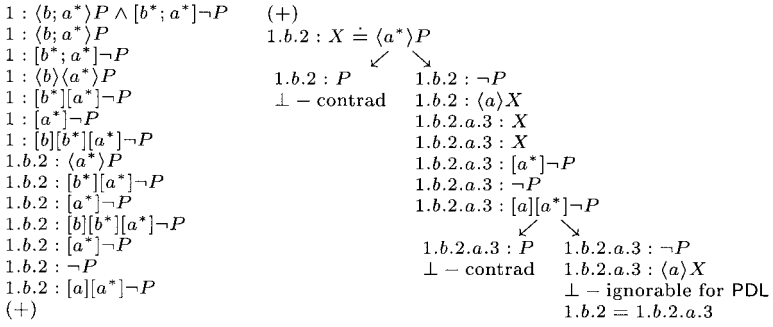 1 : ⟨b; a*⟩P ∧ [b*; a*]¬P
1 : ⟨b; a*⟩P
1 : [b*; a*]¬P
1 : ⟨b⟩⟨a*⟩P
1 : [b*][a*]¬P
1 : [a*]¬P
1 : [b][b*][a*]¬P
1.b.2 : ⟨a*⟩P
1.b.2 : [b*][a*]¬P
1.b.2 : [a*]¬P
1.b.2 : [b][b*][a*]¬P
1.b.2 : [a*]¬P
1.b.2 : ¬P
1.b.2 : [a][a*]¬P
(+)
(+)
1.b.2 : X ≐ ⟨a*⟩P
↙ ↘
1.b.2 : P
⊥ − contrad
1.b.2 : ¬P
1.b.2 : ⟨a⟩X
1.b.2.a.3 : X
1.b.2.a.3 : X
1.b.2.a.3 : [a*]¬P
1.b.2.a.3 : ¬P
1.b.2.a.3 : [a][a*]¬P
↙ ↘
1.b.2.a.3 : P
⊥ − contrad
1.b.2.a.3 : ¬P
1.b.2.a.3 : ⟨a⟩X
⊥ − ignorable for PDL
1.b.2 = 1.b.2.a.3